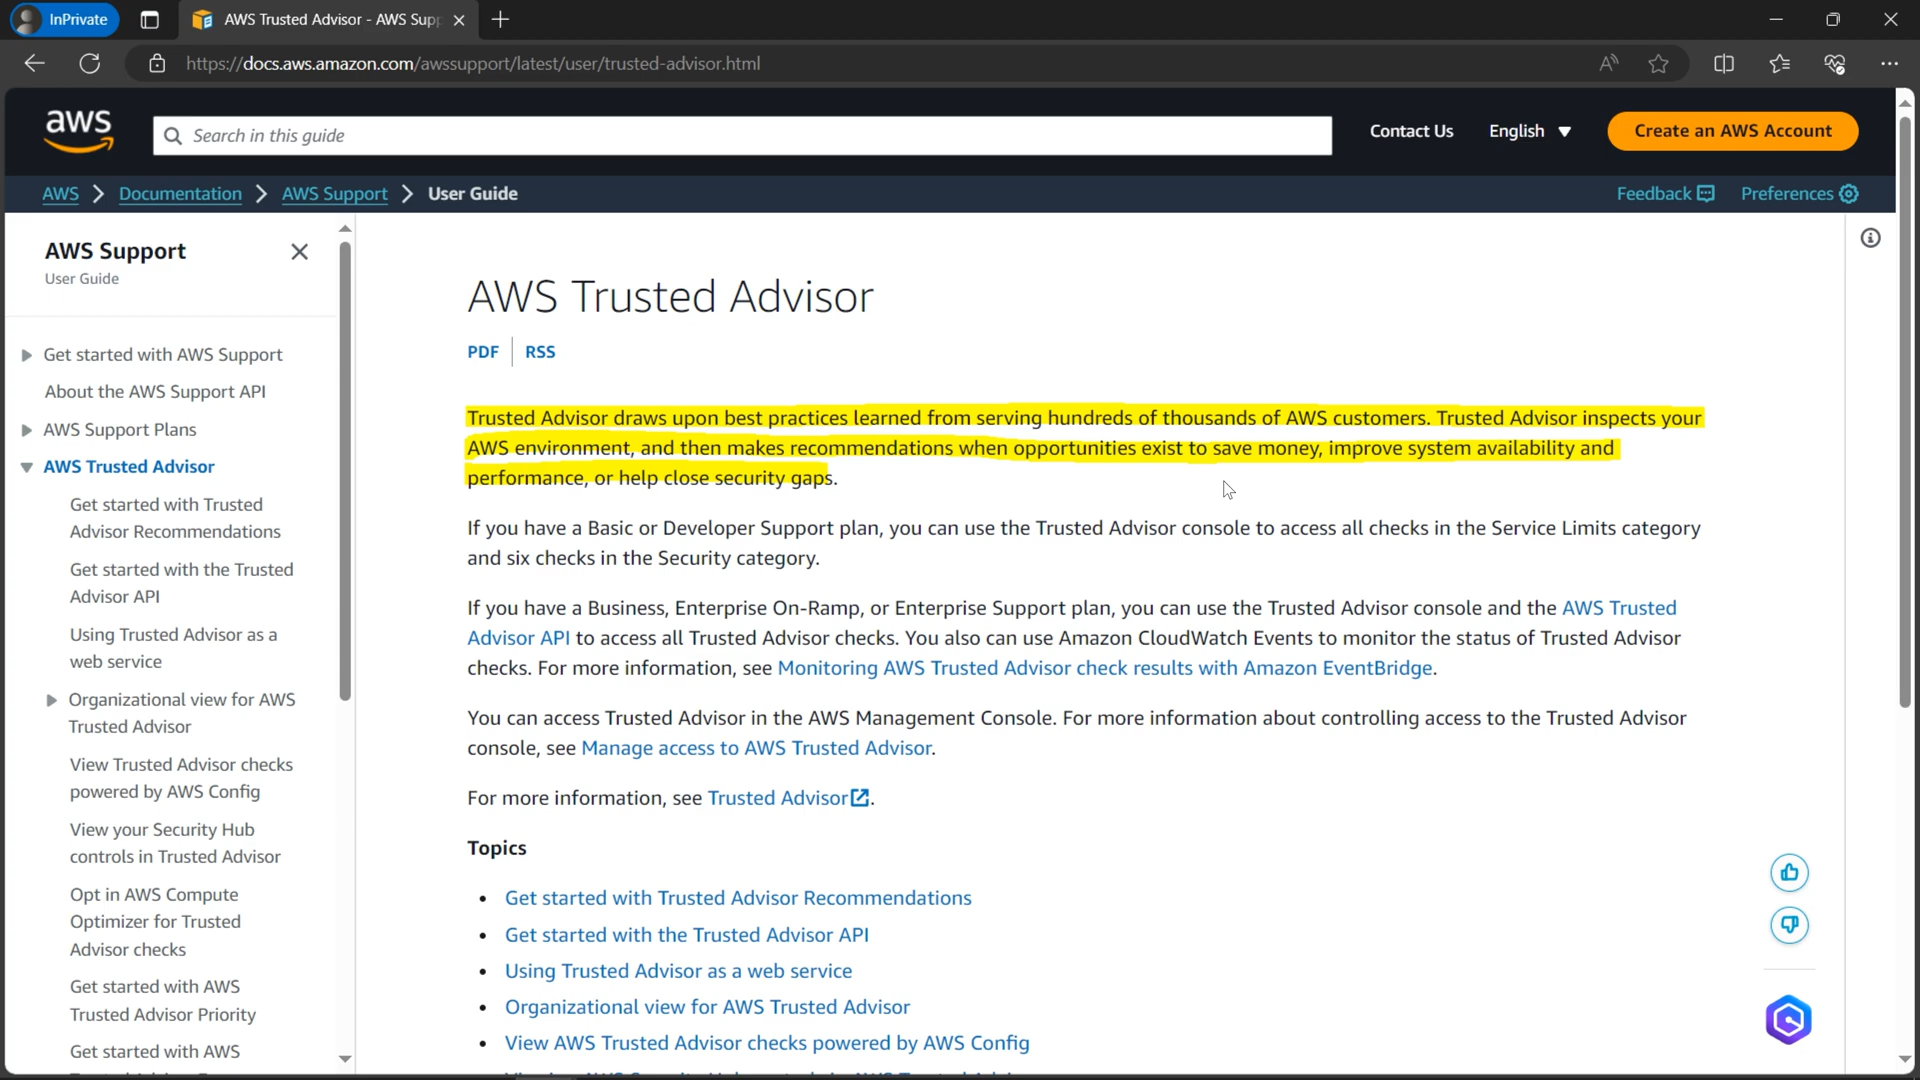 InPrivate
AWS Trusted Advisor - AWS Supp
https://docs.aws.amazon.com/awssupport/latest/user/trusted-advisor.html
aws
Search in this guide
Contact Us
English
Create an AWS Account
AWS
Documentation
AWS Support
User Guide
Feedback
Preferences
AWS Support
User Guide
Get started with AWS Support
About the AWS Support API
AWS Support Plans
AWS Trusted Advisor
Get started with Trusted
Advisor Recommendations
Get started with the Trusted
Advisor API
Using Trusted Advisor as a
web service
Organizational view for AWS
Trusted Advisor
View Trusted Advisor checks
powered by AWS Config
View your Security Hub
controls in Trusted Advisor
Opt in AWS Compute
Optimizer for Trusted
Advisor checks
Get started with AWS
Trusted Advisor Priority
Get started with AWS
AWS Trusted Advisor
PDF
RSS
Trusted Advisor draws upon best practices learned from serving hundreds of thousands of AWS customers. Trusted Advisor inspects your
AWS environment, and then makes recommendations when opportunities exist to save money, improve system availability and
performance, or help close security gaps.
If you have a Basic or Developer Support plan, you can use the Trusted Advisor console to access all checks in the Service Limits category
and six checks in the Security category.
If you have a Business, Enterprise On-Ramp, or Enterprise Support plan, you can use the Trusted Advisor console and the AWS Trusted
Advisor API to access all Trusted Advisor checks. You also can use Amazon CloudWatch Events to monitor the status of Trusted Advisor
checks. For more information, see Monitoring AWS Trusted Advisor check results with Amazon EventBridge.
You can access Trusted Advisor in the AWS Management Console. For more information about controlling access to the Trusted Advisor
console, see Manage access to AWS Trusted Advisor.
For more information, see Trusted Advisor.
Topics
• Get started with Trusted Advisor Recommendations
• Get started with the Trusted Advisor API
• Using Trusted Advisor as a web service
• Organizational view for AWS Trusted Advisor
• View AWS Trusted Advisor checks powered by AWS Config